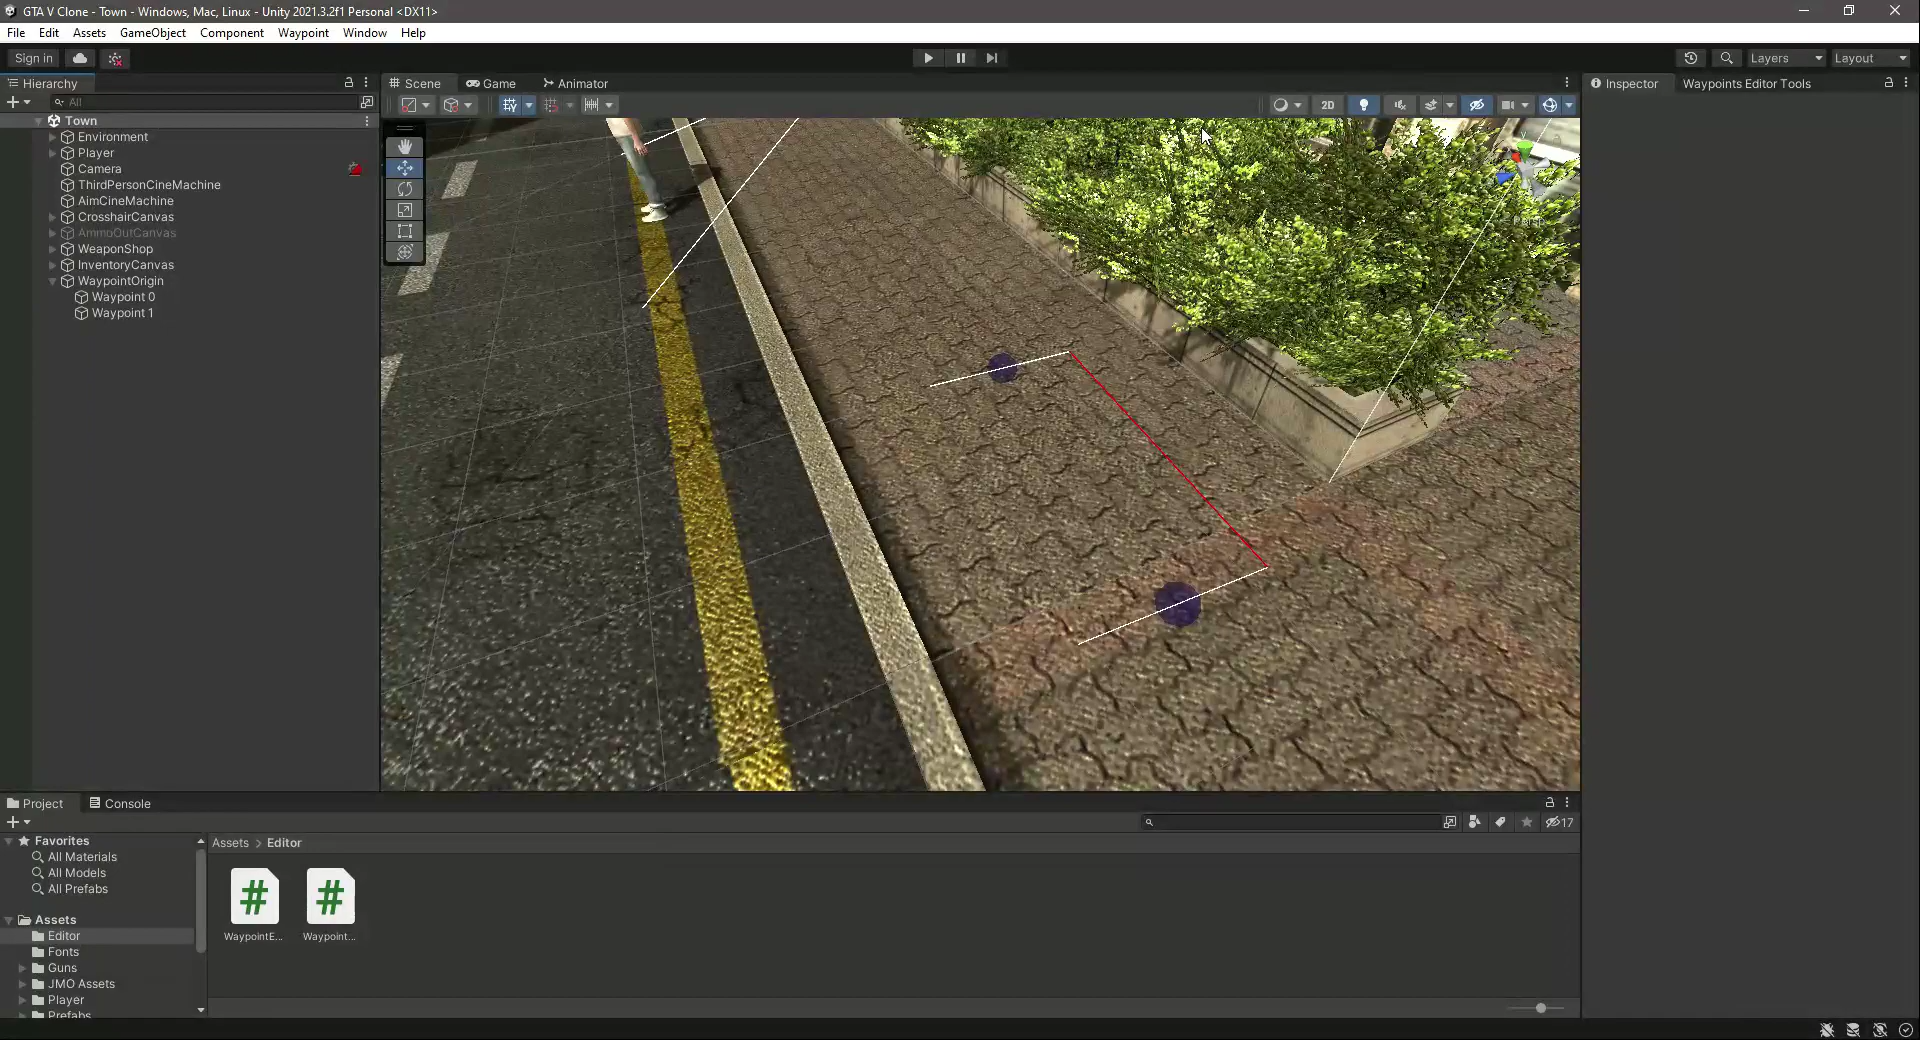 GTA V Clone - Town - Windows, Mac, Linux - Unity 2021.3.2f1 Personal <DX11>
File Edit Assets GameObject Component Waypoint Window Help
Sign in Layers Layout
Hierarchy Scene Game Animator Inspector Waypoints Editor Tools
All 2D
Town
Environment
Player
Camera
ThirdPersonCineMachine
AimCineMachine
CrosshairCanvas
AmmoOutCanvas
WeaponShop
InventoryCanvas
WaypointOrigin
Waypoint 0
Waypoint 1
Persp
Project Console
17
Favorites
All Materials
All Models
All Prefabs
Assets
Editor
Fonts
Guns
JMO Assets
Player
Prefabs
Assets > Editor
WaypointE... Waypoint...